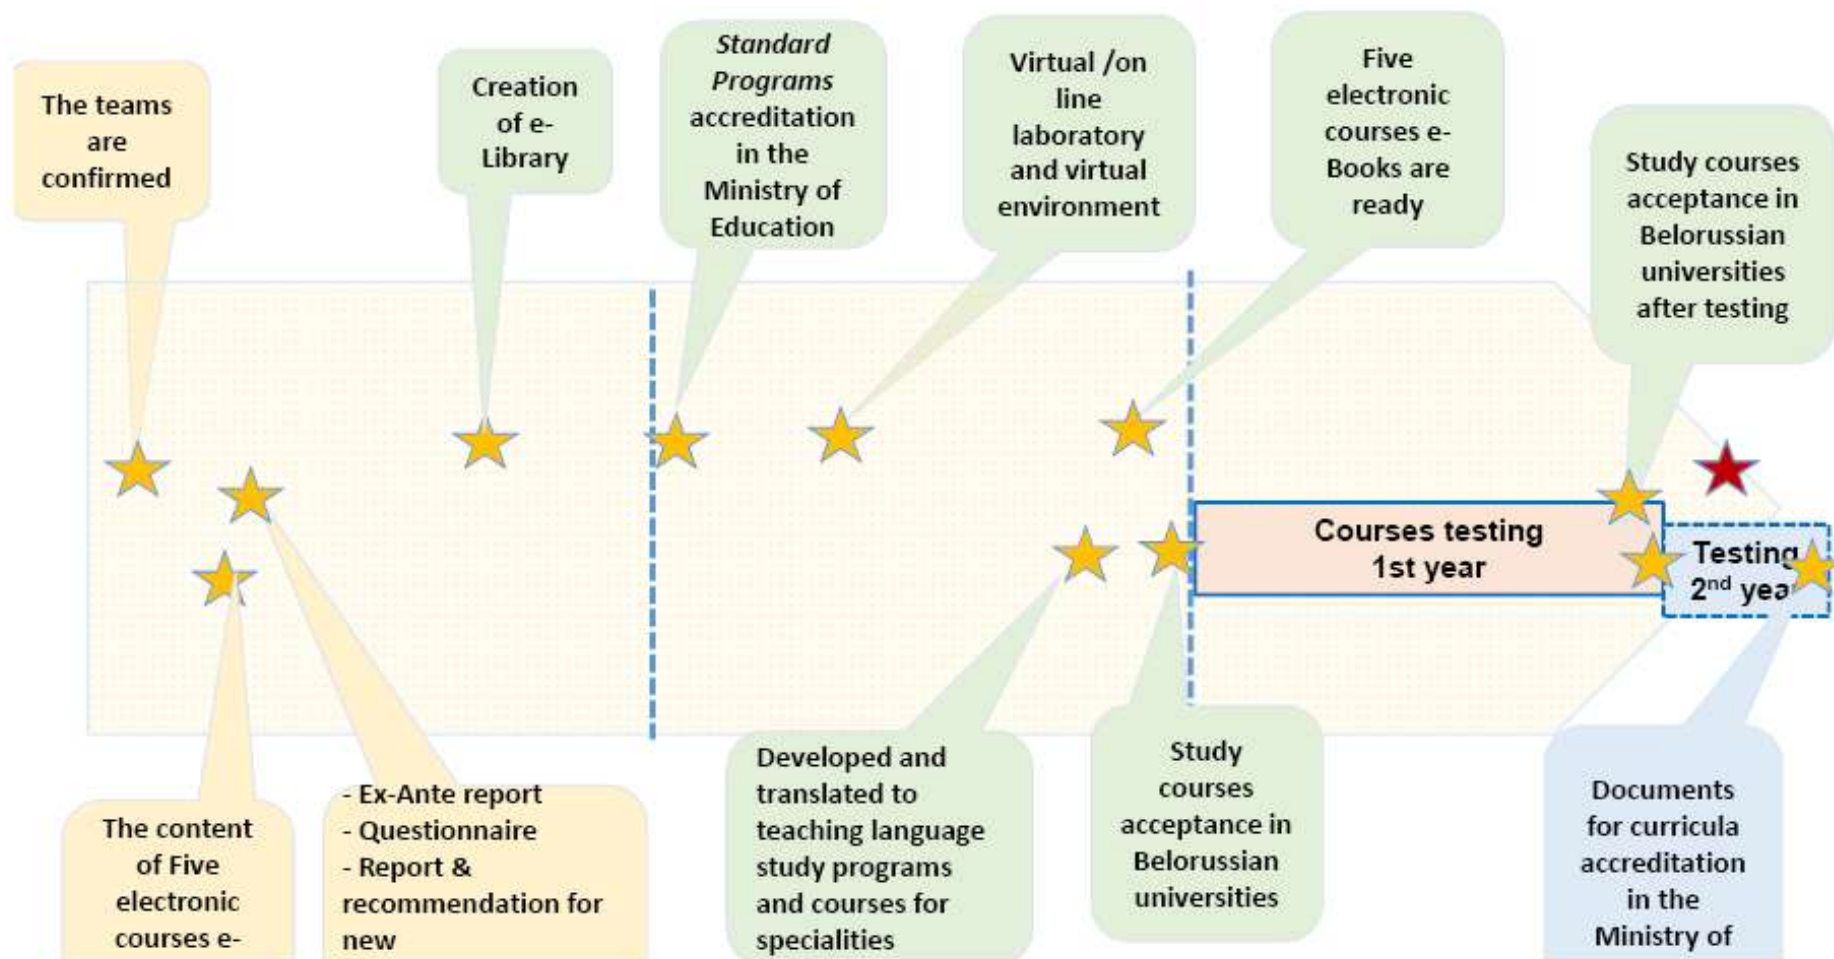 The teams
are
confirmed
Creation
of e-
Library
Standard
Programs
accreditation
in the
Ministry of
Education
Virtual /on
line
laboratory
and virtual
environment
Five
electronic
courses e-
Books are
ready
Study courses
acceptance in
Belorussian
universities
after testing
Courses testing
1st year
Testing
2nd year
The content
of Five
electronic
courses e-
- Ex-Ante report
- Questionnaire
- Report &
recommendation for
new
Developed and
translated to
teaching language
study programs
and courses for
specialities
Study
courses
acceptance in
Belorussian
universities
Documents
for curricula
accreditation
in the
Ministry of